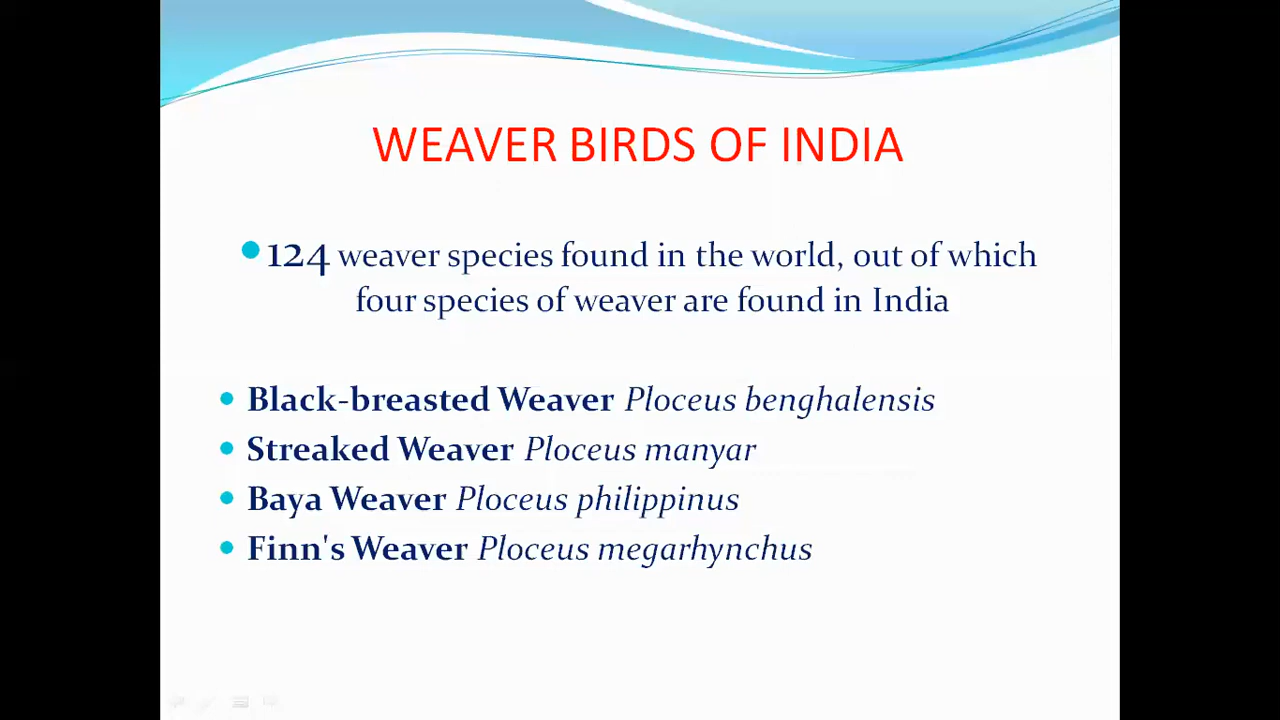 WEAVER BIRDS OF INDIA
124 weaver species found in the world, out of which
four species of weaver are found in India
Black-breasted Weaver Ploceus benghalensis
Streaked Weaver Ploceus manyar
Baya Weaver Ploceus philippinus
Finn's Weaver Ploceus megarhynchus